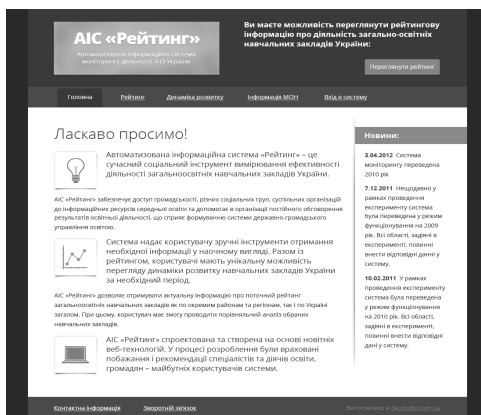 АІС «Рейтинг»
Автоматизована інформаційна система
моніторингу діяльності ЗНЗ України
Ви маєте можливість переглянути рейтингову
інформацію про діяльність загально-освітніх
навчальних закладів України:
Переглянути рейтинг
Головна Рейтинг Динаміка розвитку Інформація МОН Вхід в систему
Ласкаво просимо!
Автоматизована інформаційна система «Рейтинг» – це
сучасний соціальний інструмент вимірювання ефективності
діяльності загальноосвітніх навчальних закладів України.
АІС «Рейтинг» забезпечує доступ громадськості, різних соціальних груп, суспільних організацій
до інформаційних ресурсів середньої освіти та допомогає в організації постійного обговорення
результатів освітньої діяльності, що сприяє формуванню системи державно-громадського
управління освітою.
Система надає користувачу зручні інструменти отримання
необхідної інформації у наочному вигляді. Разом із
рейтингом, користувачі мають унікальну можливість
перегляду динаміки розвитку навчальних закладів України
за необхідний період.
АІС «Рейтинг» дозволяє отримувати актуальну інформацію про поточний рейтинг
загальноосвітніх навчальних закладів як по окремим районам та регіонам, так і по Україні
загалом. При цьому, користувач має змогу проводити порівняльний аналіз обраних
навчальних закладів.
АІС «Рейтинг» спроектована та створена на основі новітніх
веб-технологій. У процесі розроблення були враховані
побажання і рекомендації спеціалістів та діячів освіти,
громадян – майбутніх користувачів системи.
Новини:
3.04.2012 Система
моніторингу переведена
2010 рік
7.12.2011 Нещодавно у
рамках проведення
експерименту система
була переведена у режим
функціонування на 2009
рік. Всі області, задіяні в
експерименті, повинні
внести відповідні данні у
систему.
10.02.2011 У рамках
проведення експерименту
система була переведена
у режим функціонування
на 2010 рік. Всі області,
задіяні в експерименті,
повинні внести відповідні
дані у систему.
Контактна інформація Зворотній зв'язок Виготовлено в devstudio.com.ua